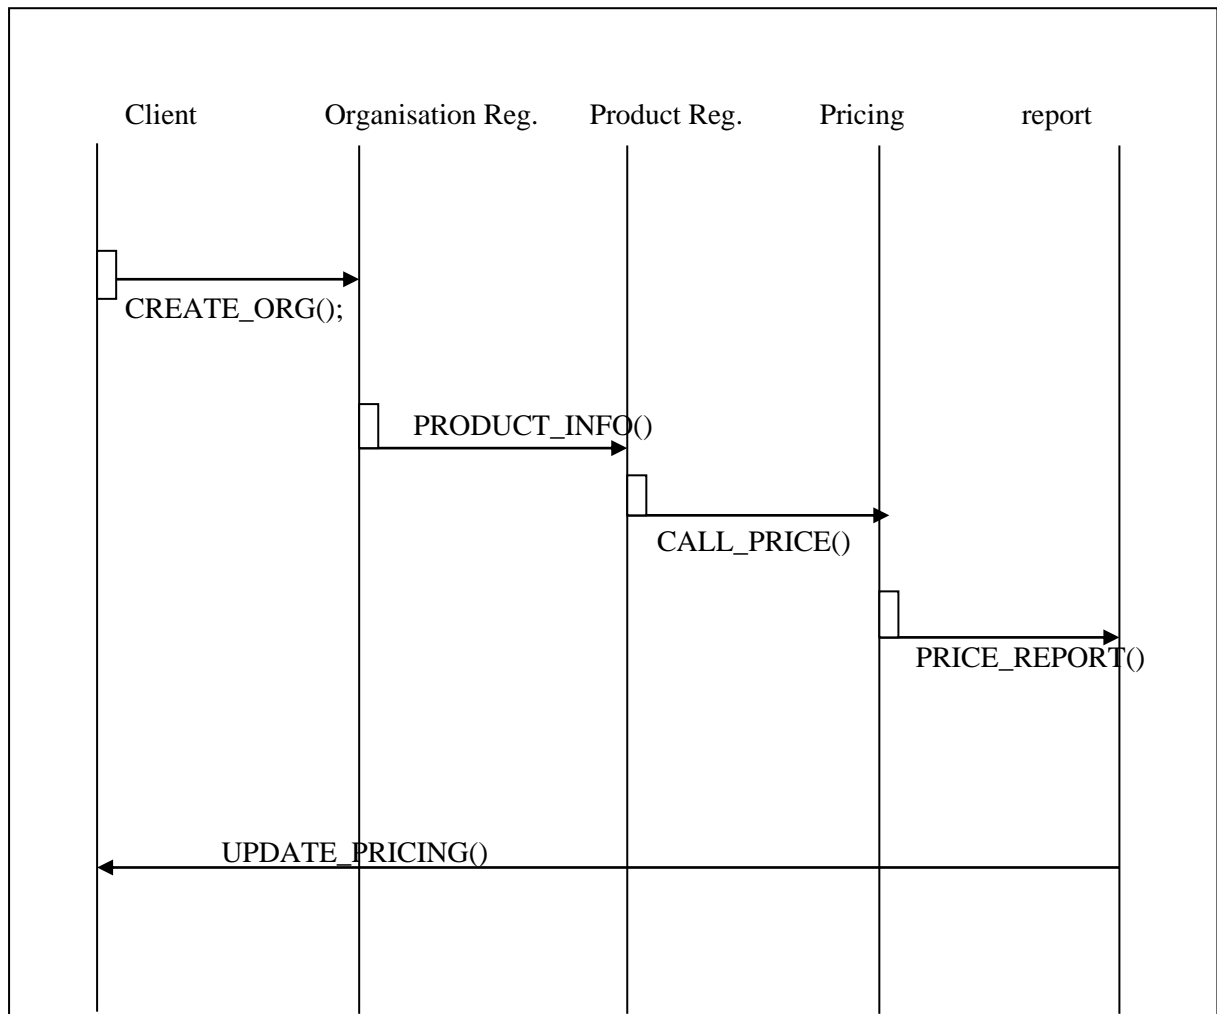 Client Organisation Reg. Product Reg. Pricing report
CREATE_ORG();
PRODUCT_INFO()
CALL_PRICE()
PRICE_REPORT()
UPDATE_PRICING()